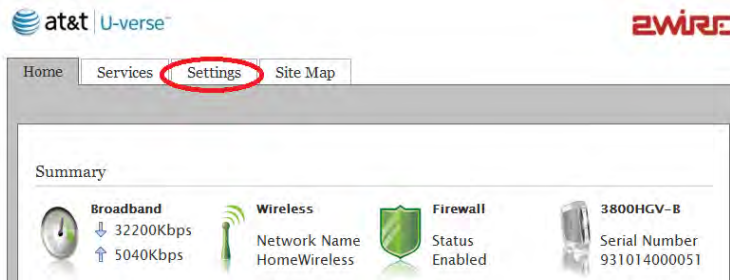 at&t U-verse
2WIRE
Home Services Settings Site Map
Summary
Broadband
32200Kbps
5040Kbps
Wireless
Network Name
HomeWireless
Firewall
Status
Enabled
3800HGV-B
Serial Number
931014000051